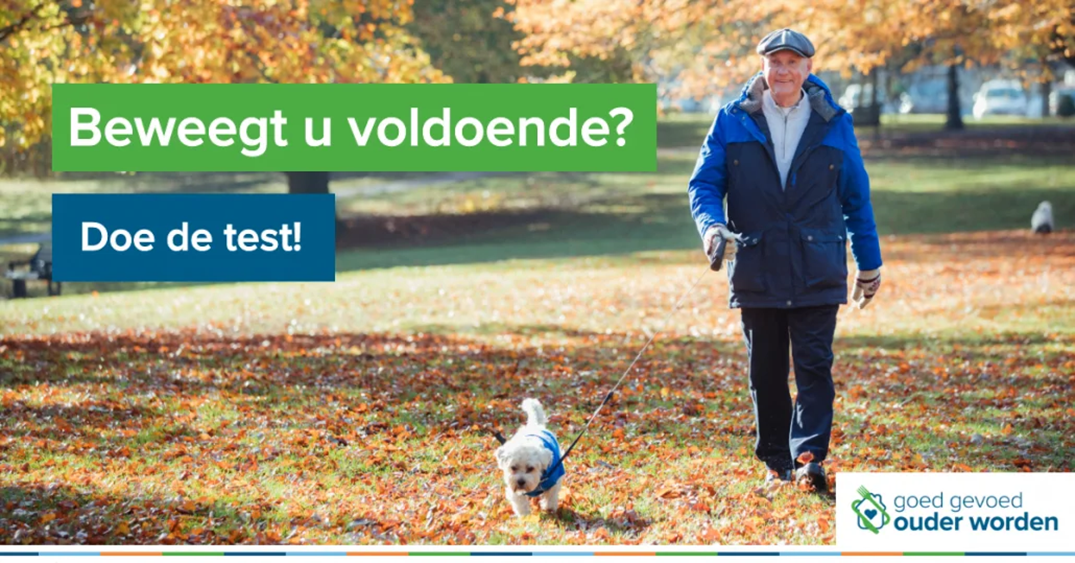 Beweegt u voldoende?
Doe de test!
goed gevoed
ouder worden